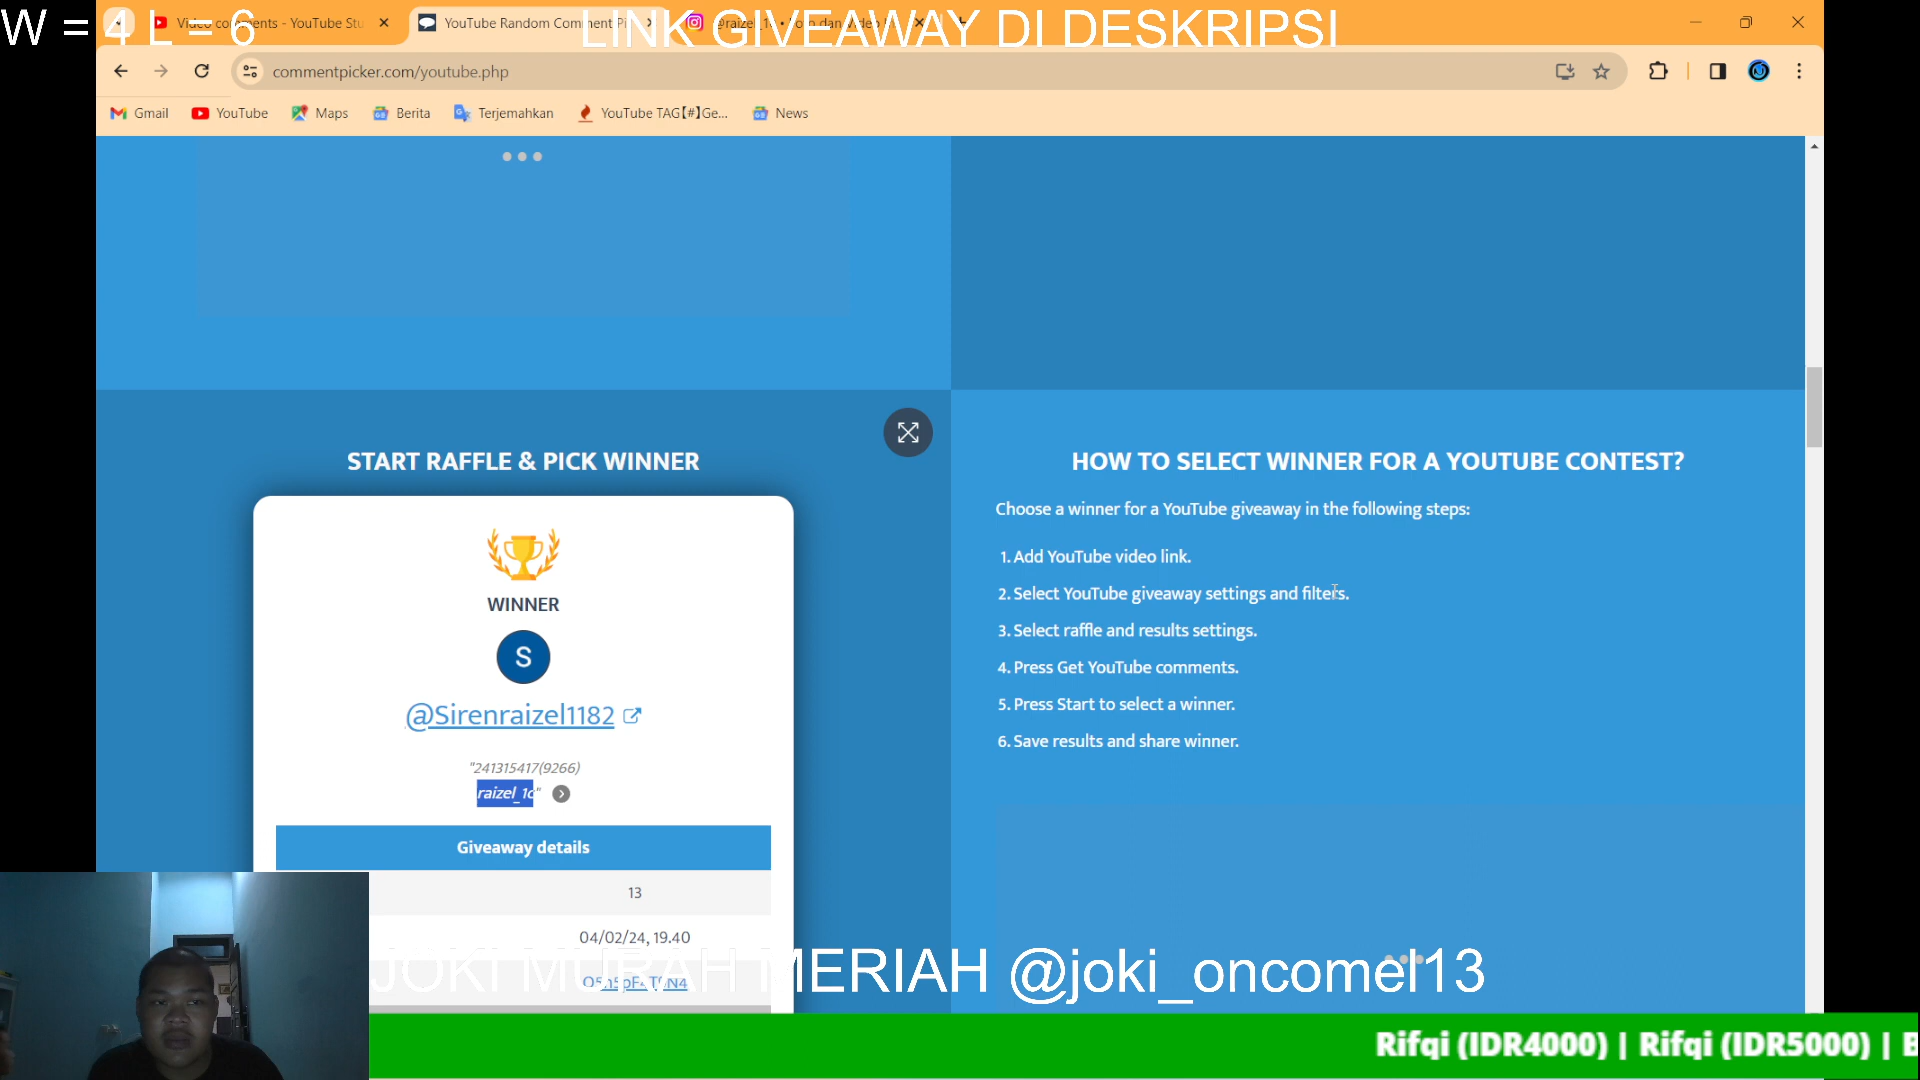 W = 4 L = 6
LINK GIVEAWAY DI DESKRIPSI
YouTube Random Comment Pi
commentpicker.com/youtube.php
Gmail
YouTube
Maps
Berita
Terjemahkan
YouTube TAG【#】Ge...
News
START RAFFLE & PICK WINNER
WINNER
S
@Sirenraizel1182
"241315417(9266)
raizel_1c"
Giveaway details
13
04/02/24, 19.40
HOW TO SELECT WINNER FOR A YOUTUBE CONTEST?
Choose a winner for a YouTube giveaway in the following steps:
1. Add YouTube video link.
2. Select YouTube giveaway settings and filters.
3. Select raffle and results settings.
4. Press Get YouTube comments.
5. Press Start to select a winner.
6. Save results and share winner.
JOKI MURAH MERIAH @joki_oncomel13
Rifqi (IDR4000) | Rifqi (IDR5000) |